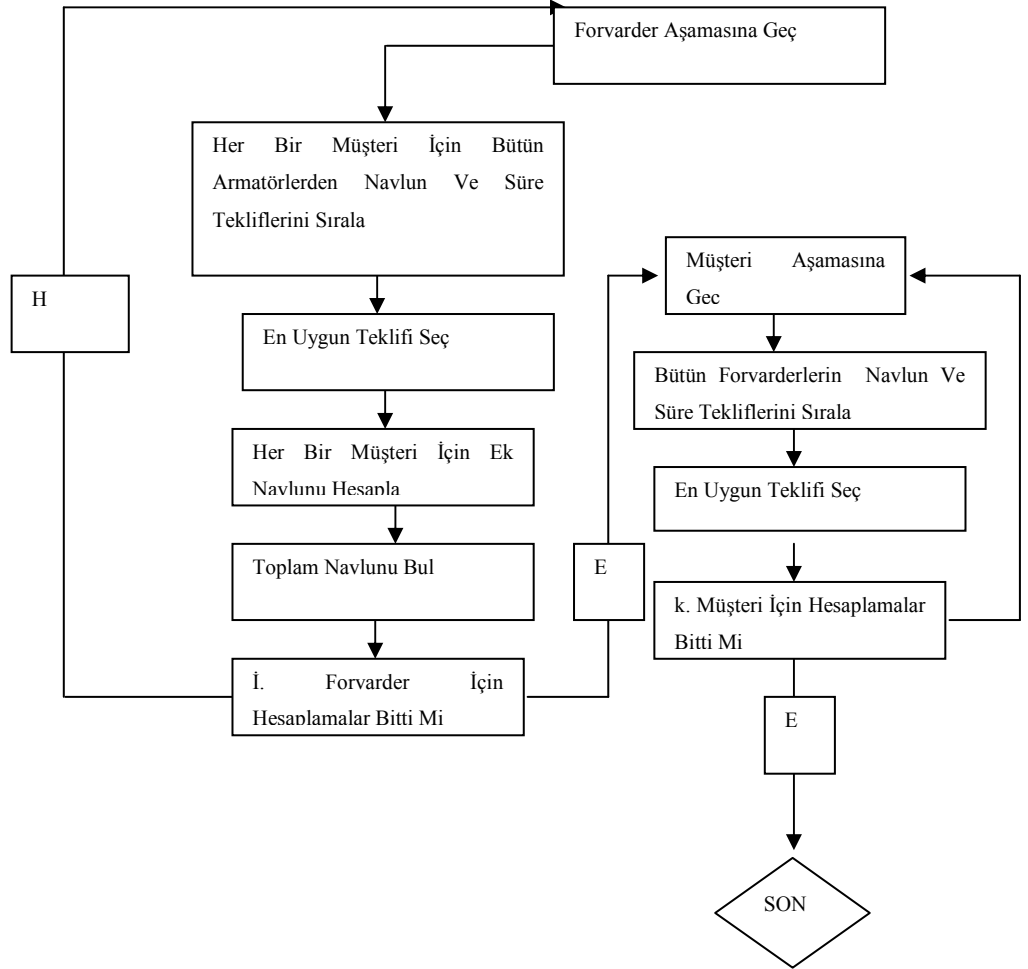 Forvarder Aşamasına Geç
Her Bir Müşteri İçin Bütün
Armatörlerden Navlun Ve Süre
Tekliflerini Sırala
H
En Uygun Teklifi Seç
Her Bir Müşteri İçin Ek
Navlunu Hesapla
Toplam Navlunu Bul
İ. Forvarder İçin
Hesaplamalar Bitti Mi
E
Müşteri Aşamasına
Gec
Bütün Forvarderlerin Navlun Ve
Süre Tekliflerini Sırala
En Uygun Teklifi Seç
k. Müşteri İçin Hesaplamalar
Bitti Mi
E
SON